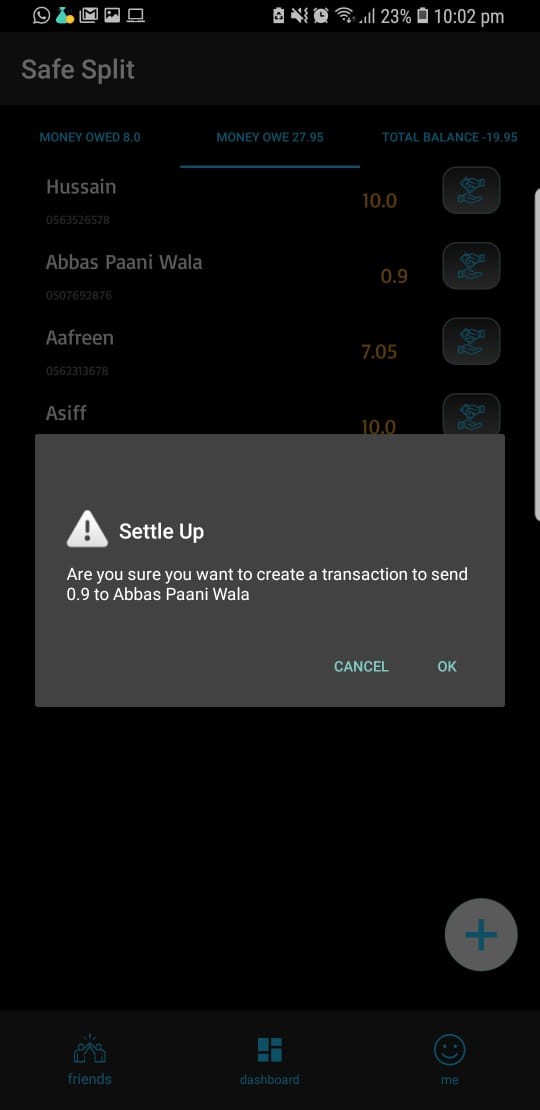 23% 10:02 pm
Safe Split
MONEY OWED 8.0 MONEY OWE 27.95 TOTAL BALANCE -19.95
Hussain
10.0
0563526578
Abbas Paani Wala
0.9
0507692876
Aafreen
7.05
0562313678
Asiff
10.0
Settle Up
Are you sure you want to create a transaction to send
0.9 to Abbas Paani Wala
CANCEL OK
friends dashboard me